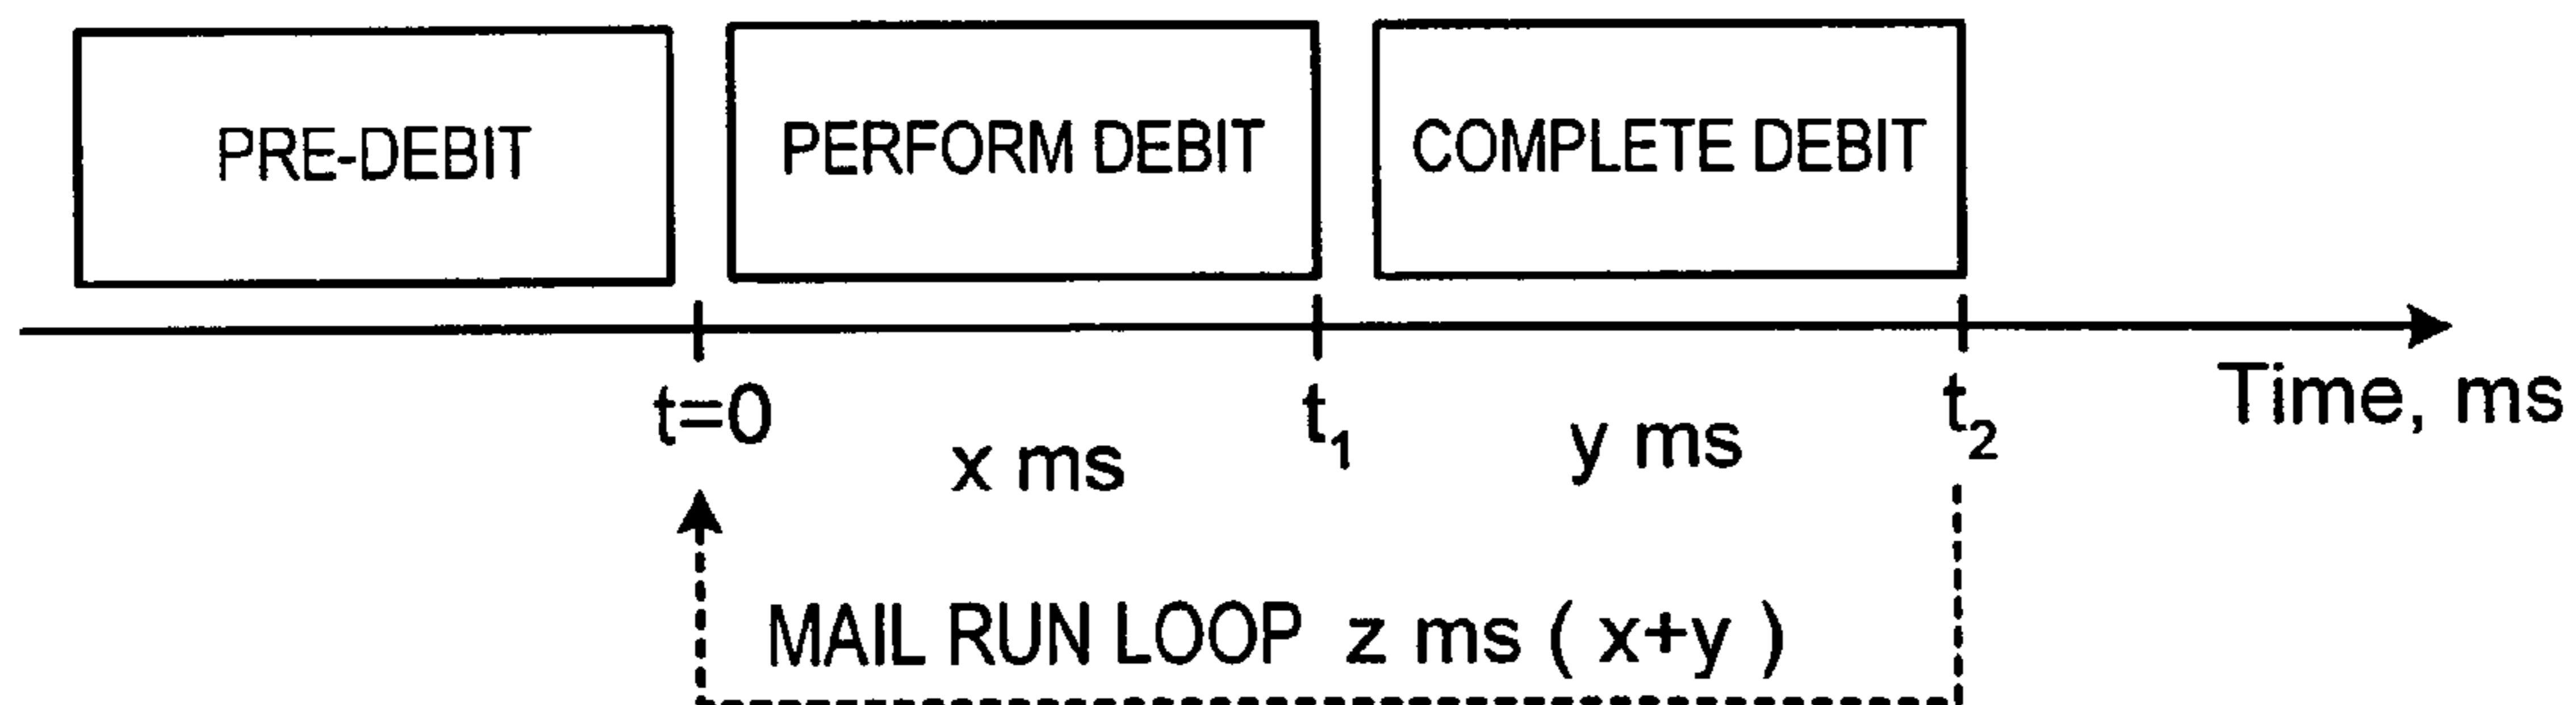 PRE-DEBIT
PERFORM DEBIT
COMPLETE DEBIT
t=0
x ms
t₁
y ms
t₂
Time, ms
MAIL RUN LOOP z ms ( x+y )